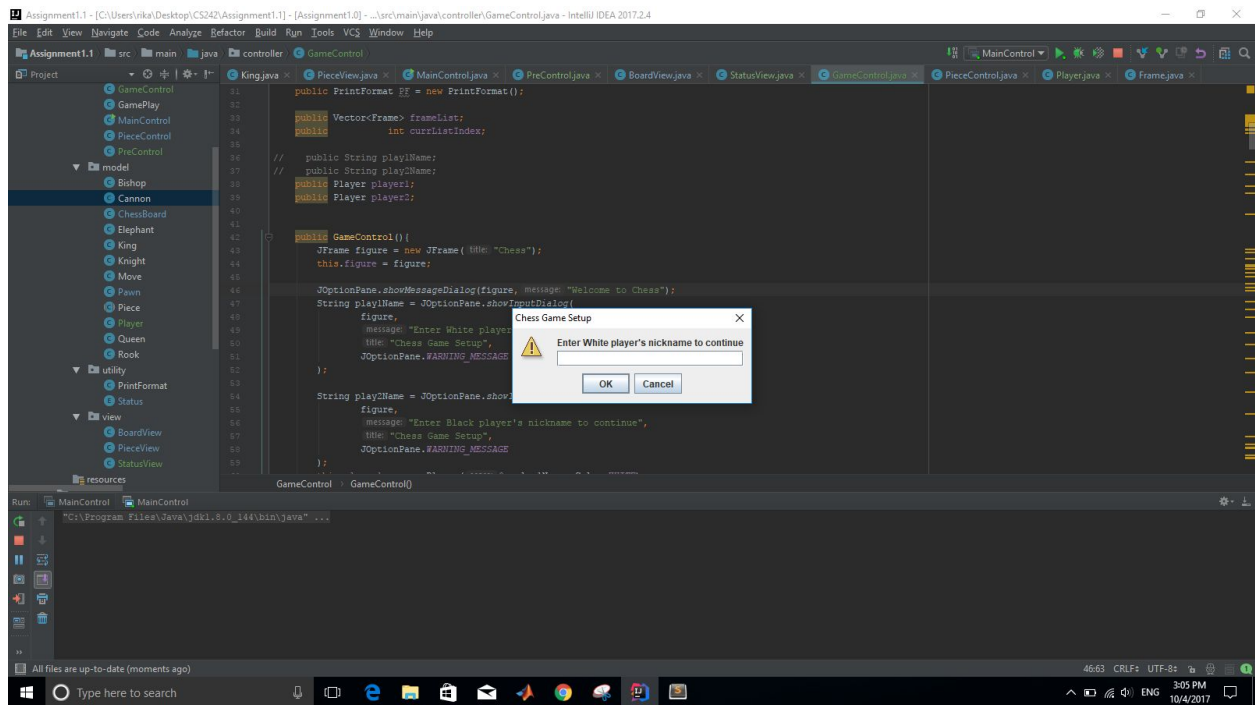 Assignment1.1 - [C:\Users\rika\Desktop\CS242\Assignment1.1] - [Assignment1.0] - ...\src\main\java\controller\GameControl.java - IntelliJ IDEA 2017.2.4
File Edit View Navigate Code Analyze Refactor Build Run Tools VCS Window Help
Assignment1.1 src main java controller GameControl MainControl
Project King.java PieceView.java MainControl.java PreControl.java BoardView.java StatusView.java GameControl.java PieceControl.java Player.java Frame.java
GameControl
GamePlay
MainControl
PieceControl
PreControl
model
Bishop
Cannon
ChessBoard
Elephant
King
Knight
Move
Pawn
Piece
Player
Queen
Rook
utility
PrintFormat
Status
view
BoardView
PieceView
StatusView
resources
31 public PrintFormat PF = new PrintFormat();
32
33 public Vector<Frame> frameList;
34 public int currListIndex;
35
36 // public String play1Name;
37 // public String play2Name;
38 public Player player1;
39 public Player player2;
40
41
42 public GameControl(){
43 JFrame figure = new JFrame( title: "Chess");
44 this.figure = figure;
45
46 JOptionPane.showMessageDialog(figure, message: "Welcome to Chess");
47 String play1Name = JOptionPane.showInputDialog(
48 figure,
49 message: "Enter White player
50 title: "Chess Game Setup",
51 JOptionPane.WARNING_MESSAGE
52 );
53
54 String play2Name = JOptionPane.showI
55 figure,
56 message: "Enter Black player's nickname to continue",
57 title: "Chess Game Setup",
58 JOptionPane.WARNING_MESSAGE
59 );
GameControl > GameControl()
Chess Game Setup
Enter White player's nickname to continue
OK Cancel
Run: MainControl MainControl
"C:\Program Files\Java\jdk1.8.0_144\bin\java" ...
All files are up-to-date (moments ago) 46:63 CRLF UTF-8 1
Type here to search ENG 3:05 PM
10/4/2017